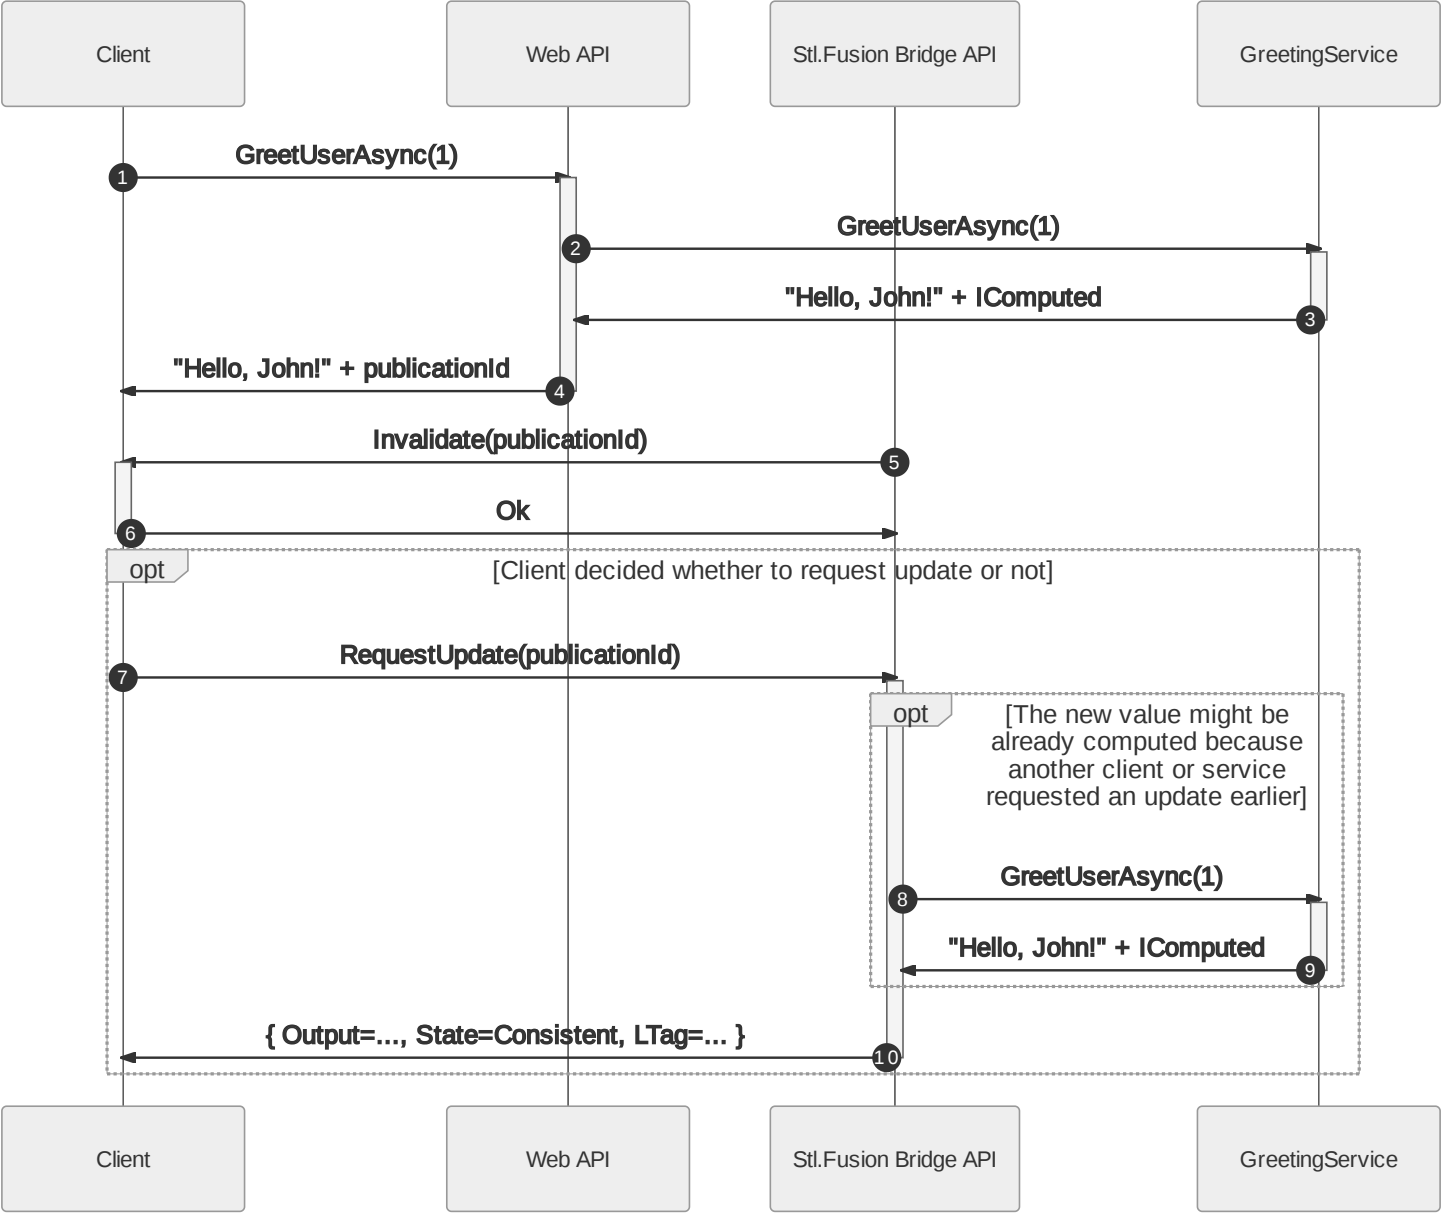 Client
Web API
Stl.Fusion Bridge API
GreetingService
GreetUserAsync(1)
1
GreetUserAsync(1)
2
"Hello, John!" + IComputed
3
"Hello, John!" + publicationId
4
Invalidate(publicationId)
5
Ok
6
opt
[Client decided whether to request update or not]
RequestUpdate(publicationId)
7
opt
[The new value might be
already computed because
another client or service
requested an update earlier]
GreetUserAsync(1)
8
"Hello, John!" + IComputed
9
{ Output=..., State=Consistent, LTag=... }
10
Client
Web API
Stl.Fusion Bridge API
GreetingService